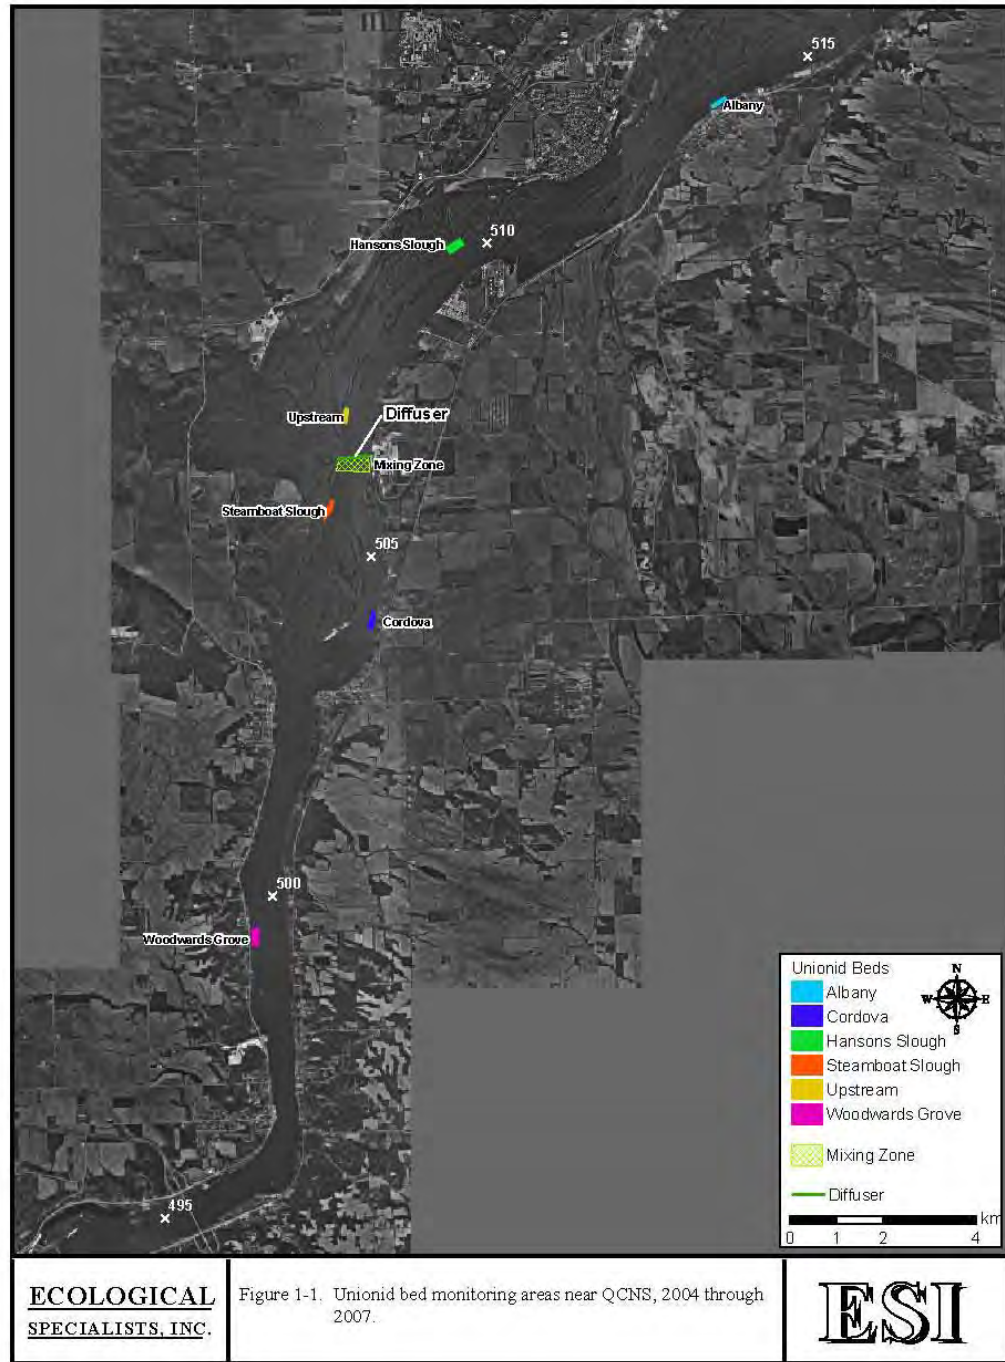 515
Albany
Hansons Slough
510
Upstream
Diffuser
Mixing Zone
Steamboat Slough
505
Cordova
500
Woodwards Grove
495
Unionid Beds
Albany
Cordova
Hansons Slough
Steamboat Slough
Upstream
Woodwards Grove
Mixing Zone
Diffuser
N
W E
S
km
0 1 2 4
ECOLOGICAL
SPECIALISTS, INC.
Figure 1-1. Unionid bed monitoring areas near QCNS, 2004 through
2007.
ESI